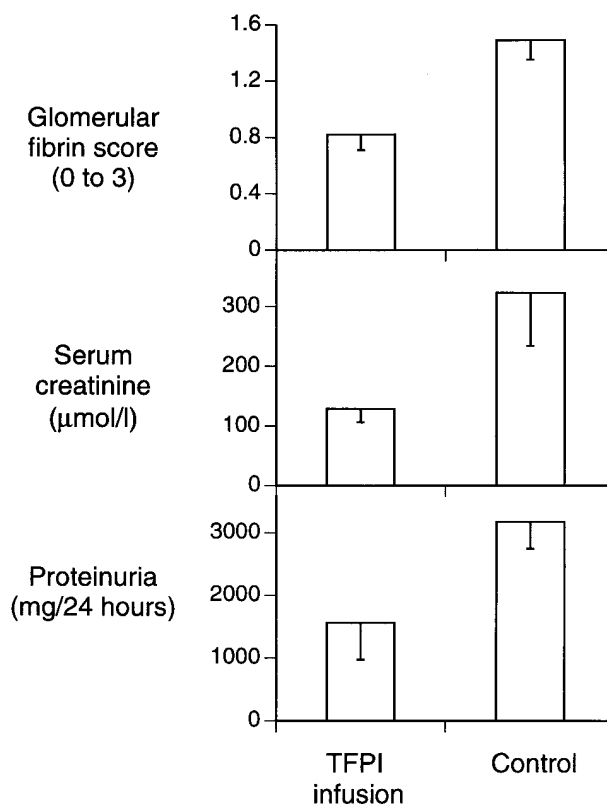 Glomerular
fibrin score
(0 to 3)
1.6
1.2
0.8
0.4
0
Serum
creatinine
(μmol/l)
300
200
100
0
Proteinuria
(mg/24 hours)
3000
2000
1000
0
TFPI
infusion
Control